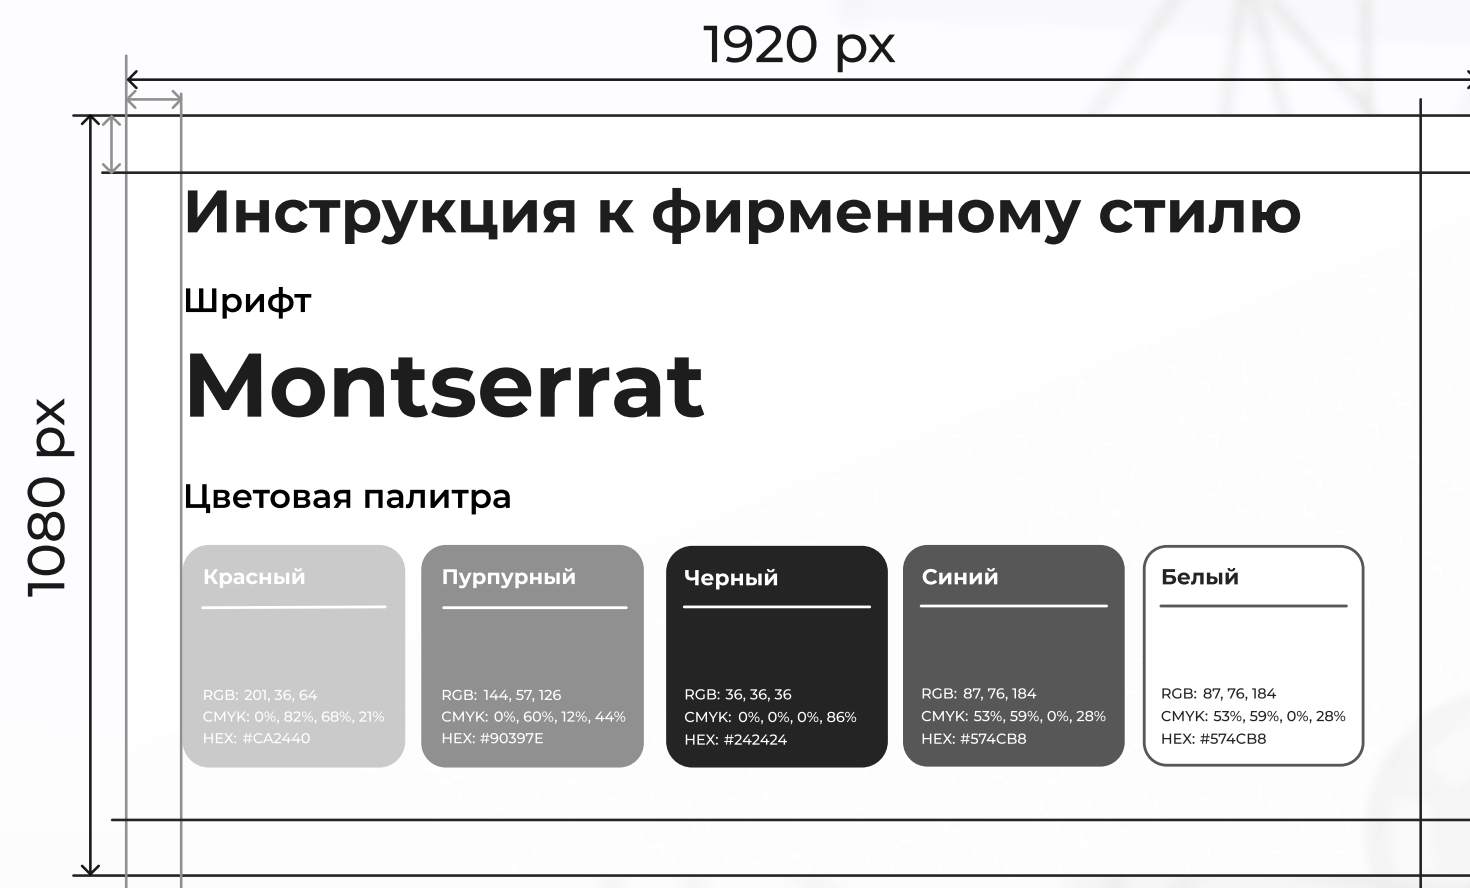 1920 px
1080 px
Инструкция к фирменному стилю
Шрифт
Montserrat
Цветовая палитра
Красный
RGB: 201, 36, 64
CMYK: 0%, 82%, 68%, 21%
HEX: #CA2440
Пурпурный
RGB: 144, 57, 126
CMYK: 0%, 60%, 12%, 44%
HEX: #90397E
Черный
RGB: 36, 36, 36
CMYK: 0%, 0%, 0%, 86%
HEX: #242424
Синий
RGB: 87, 76, 184
CMYK: 53%, 59%, 0%, 28%
HEX: #574CB8
Белый
RGB: 87, 76, 184
CMYK: 53%, 59%, 0%, 28%
HEX: #574CB8